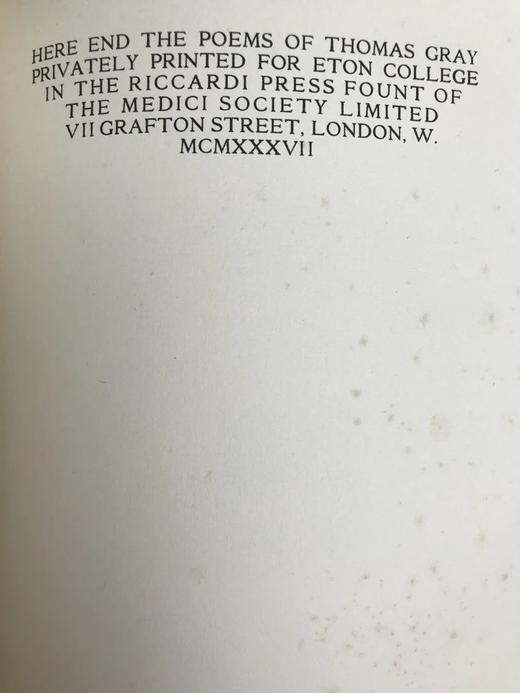 HERE END THE POEMS OF THOMAS GRAY
PRIVATELY PRINTED FOR ETON COLLEGE
IN THE RICCARDI PRESS FOUNT OF
THE MEDICI SOCIETY LIMITED
VII GRAFTON STREET, LONDON, W.
MCMXXXVII